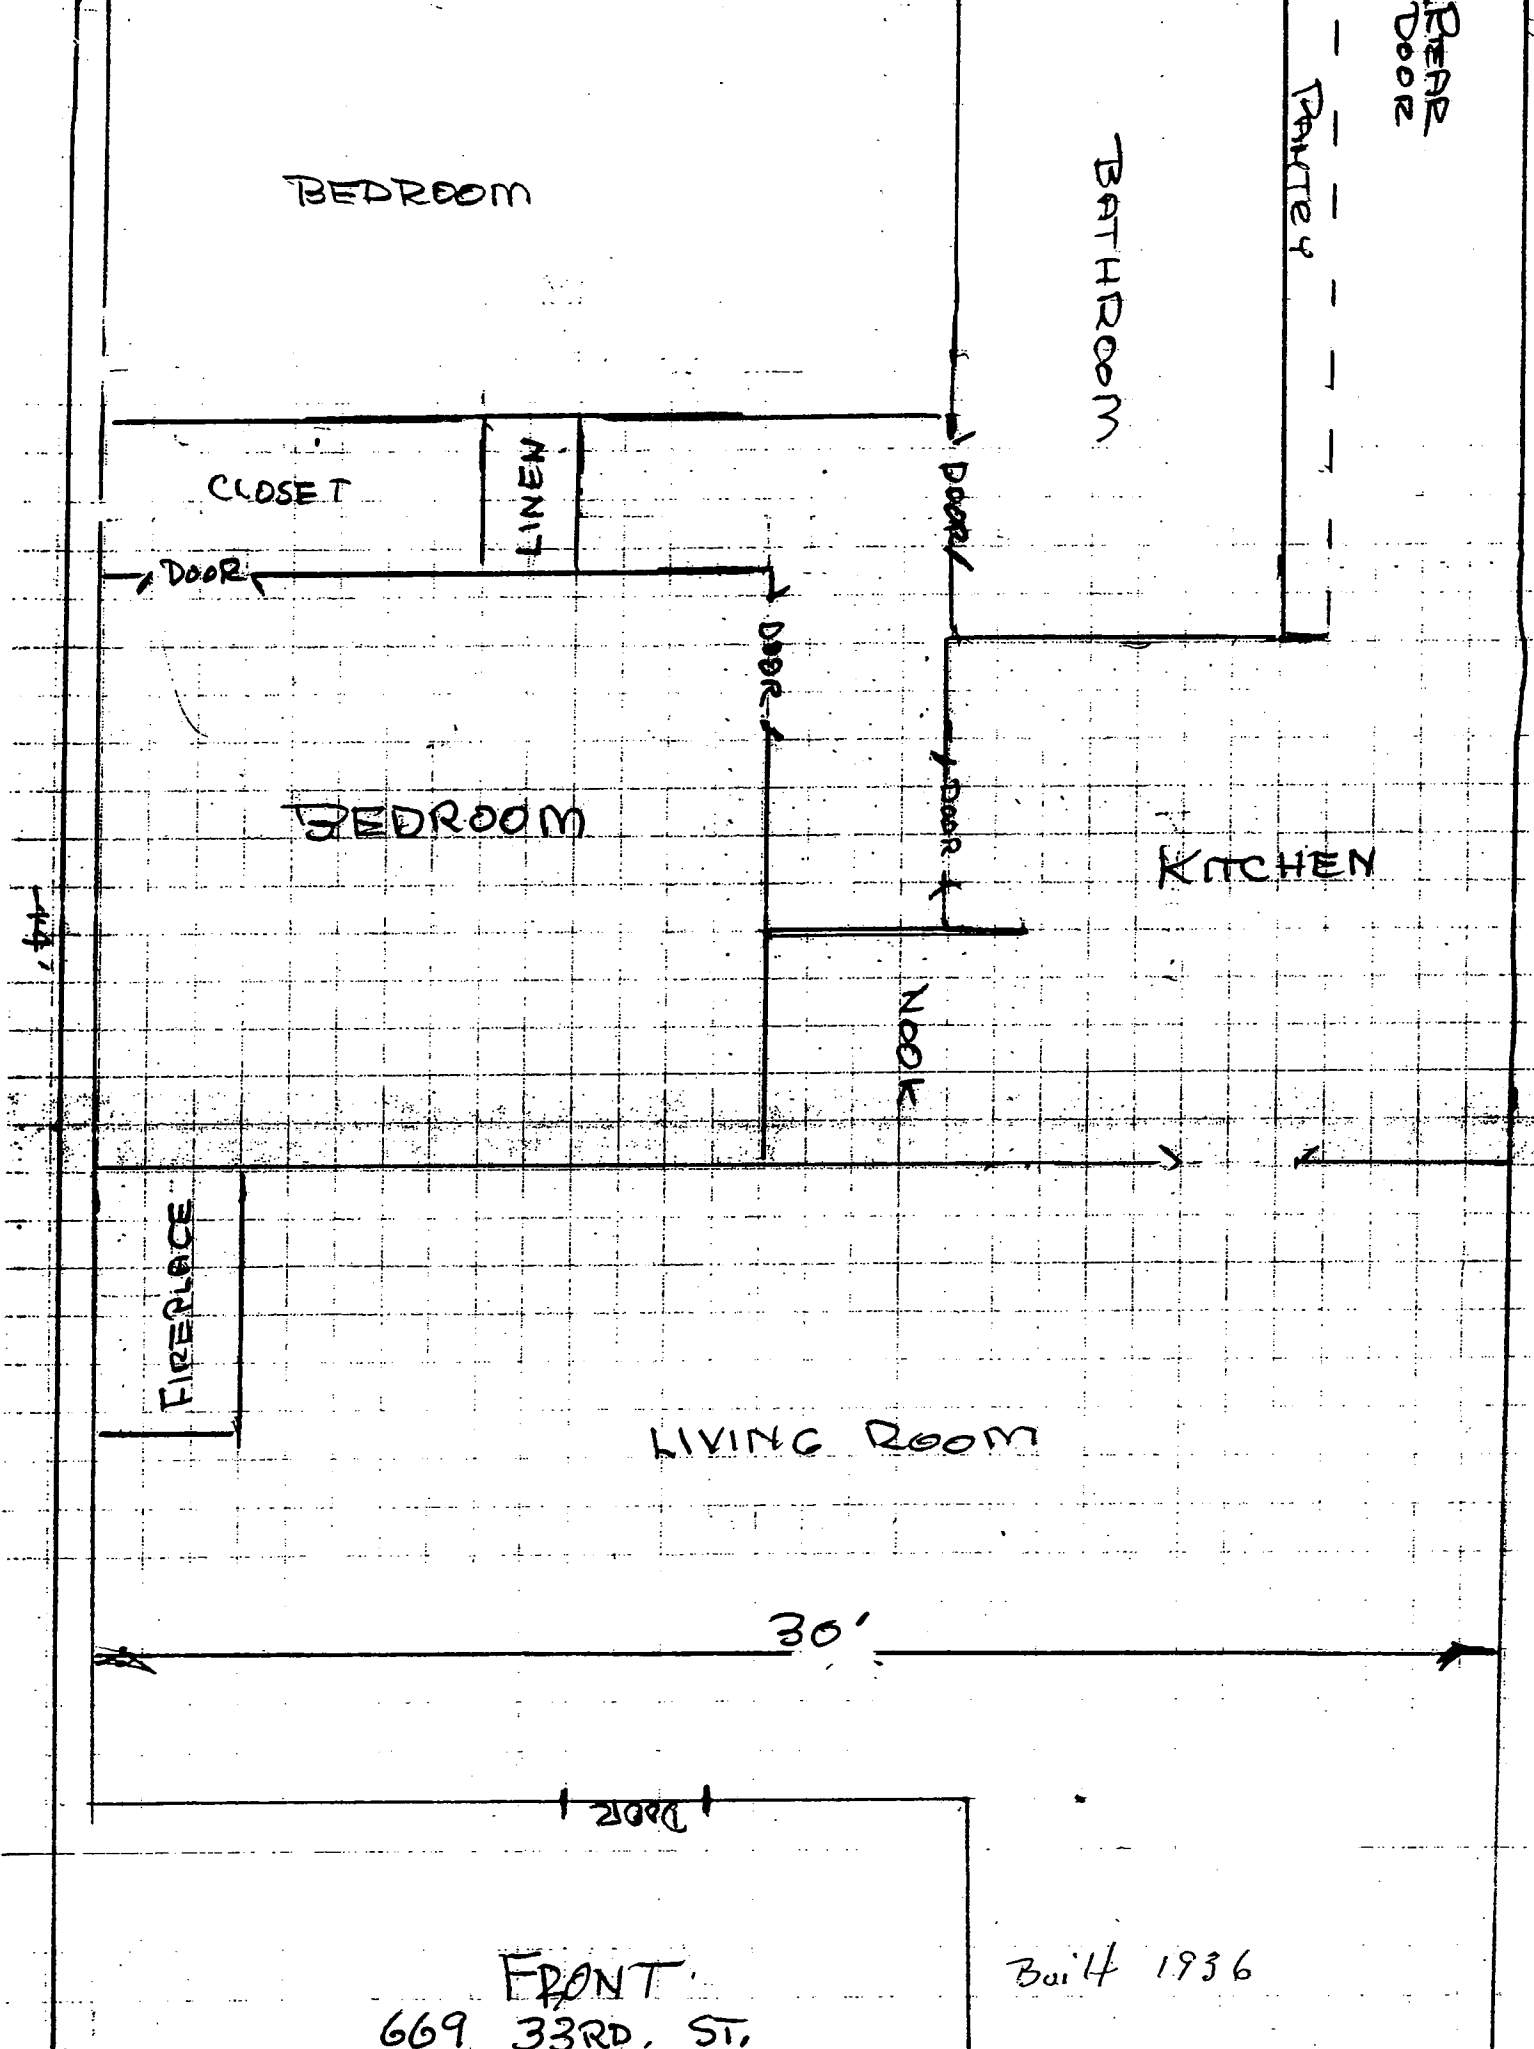 REAR
DOOR
PANTRY
BEDROOM
BATHROOM
CLOSET
LINEN
DOOR
DOOR
DOOR
BEDROOM
DOOR
KITCHEN
44'
NOOK
FIREPLACE
LIVING ROOM
30'
DOOR
FRONT
Built 1936
669 33RD. ST.